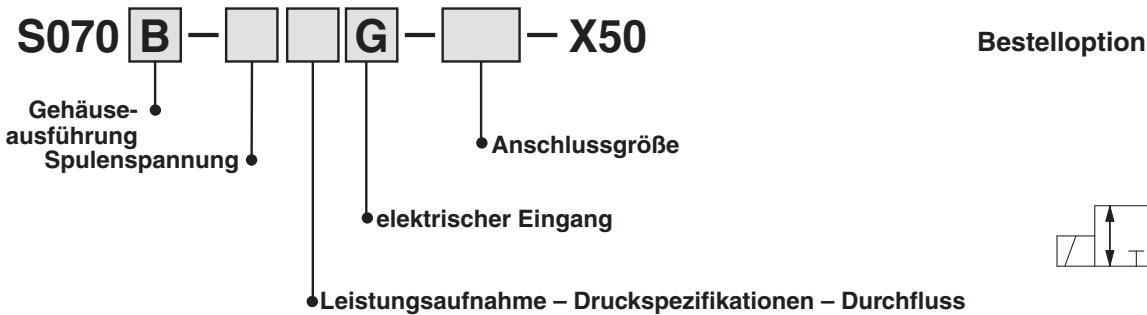 S070 B – G – – X50
Bestelloption
Gehäuse-
ausführung
Spulenspannung
Anschlussgröße
elektrischer Eingang
Leistungsaufnahme – Druckspezifikationen – Durchfluss